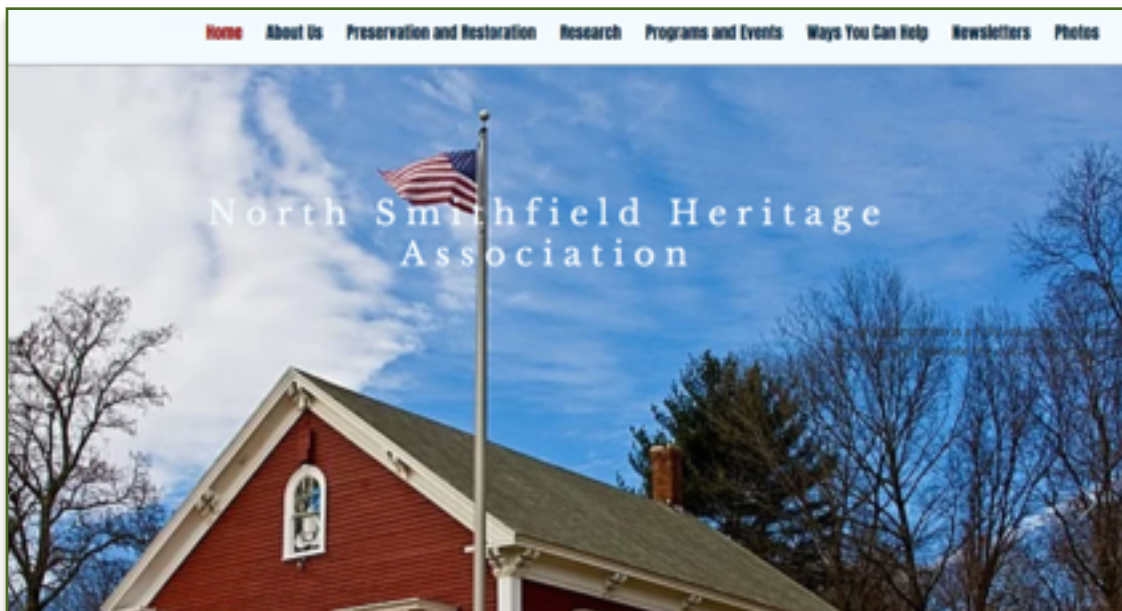 Home About Us Preservation and Restoration Research Programs and Events Ways You Can Help Newsletters Photos
North Smithfield Heritage
Association